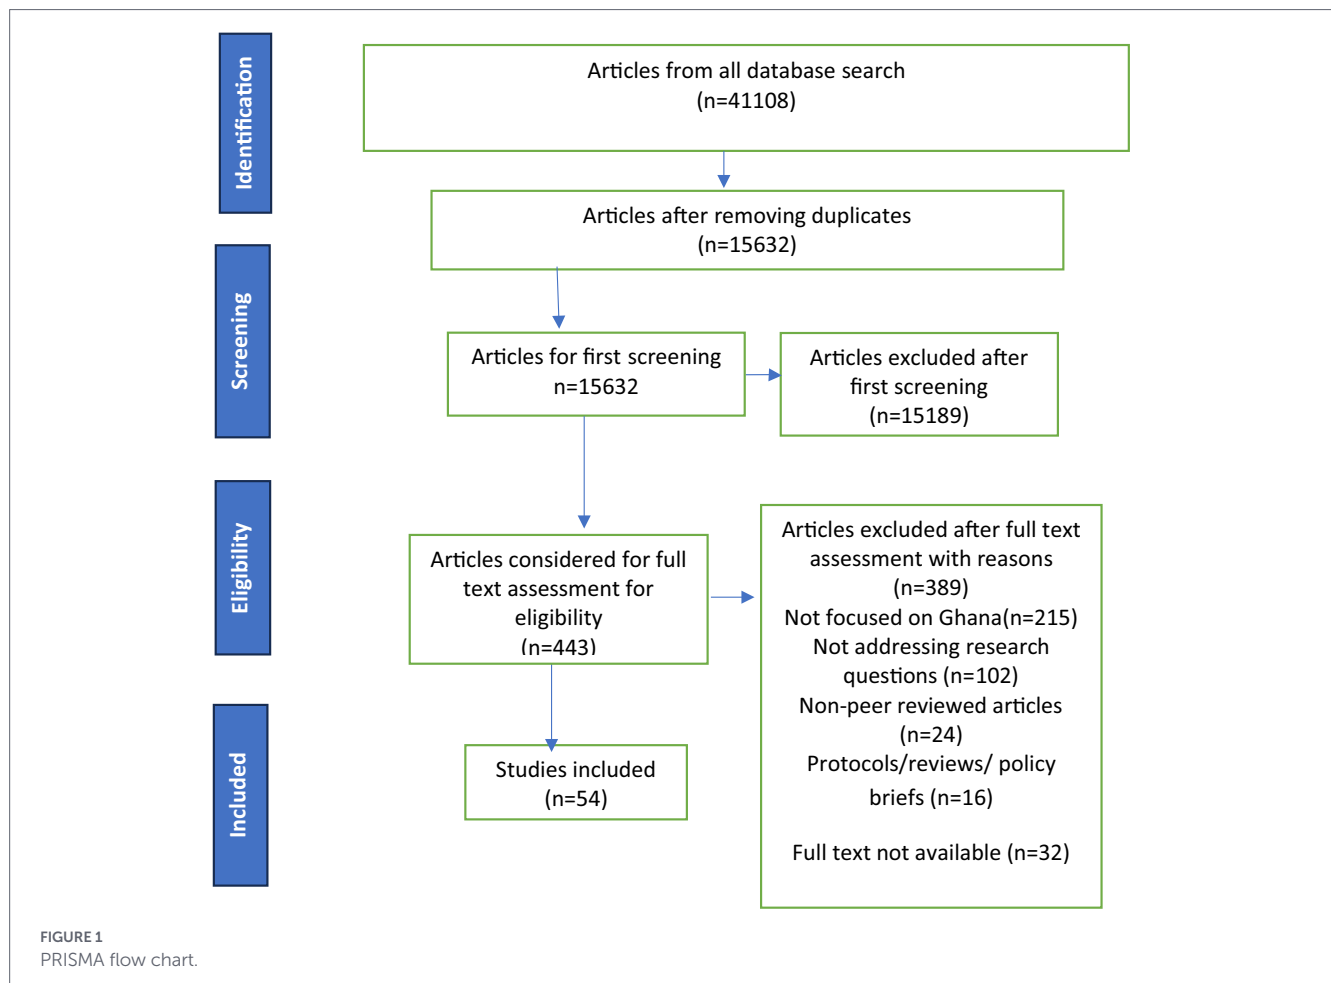 Identification
Articles from all database search
(n=41108)
Articles after removing duplicates
(n=15632)
Screening
Articles for first screening
n=15632
Articles excluded after
first screening
(n=15189)
Eligibility
Articles considered for full
text assessment for
eligibility
(n=443)
Articles excluded after full text
assessment with reasons
(n=389)
Not focused on Ghana(n=215)
Not addressing research
questions (n=102)
Non-peer reviewed articles
(n=24)
Protocols/reviews/ policy
briefs (n=16)
Full text not available (n=32)
Included
Studies included
(n=54)
FIGURE 1
PRISMA flow chart.